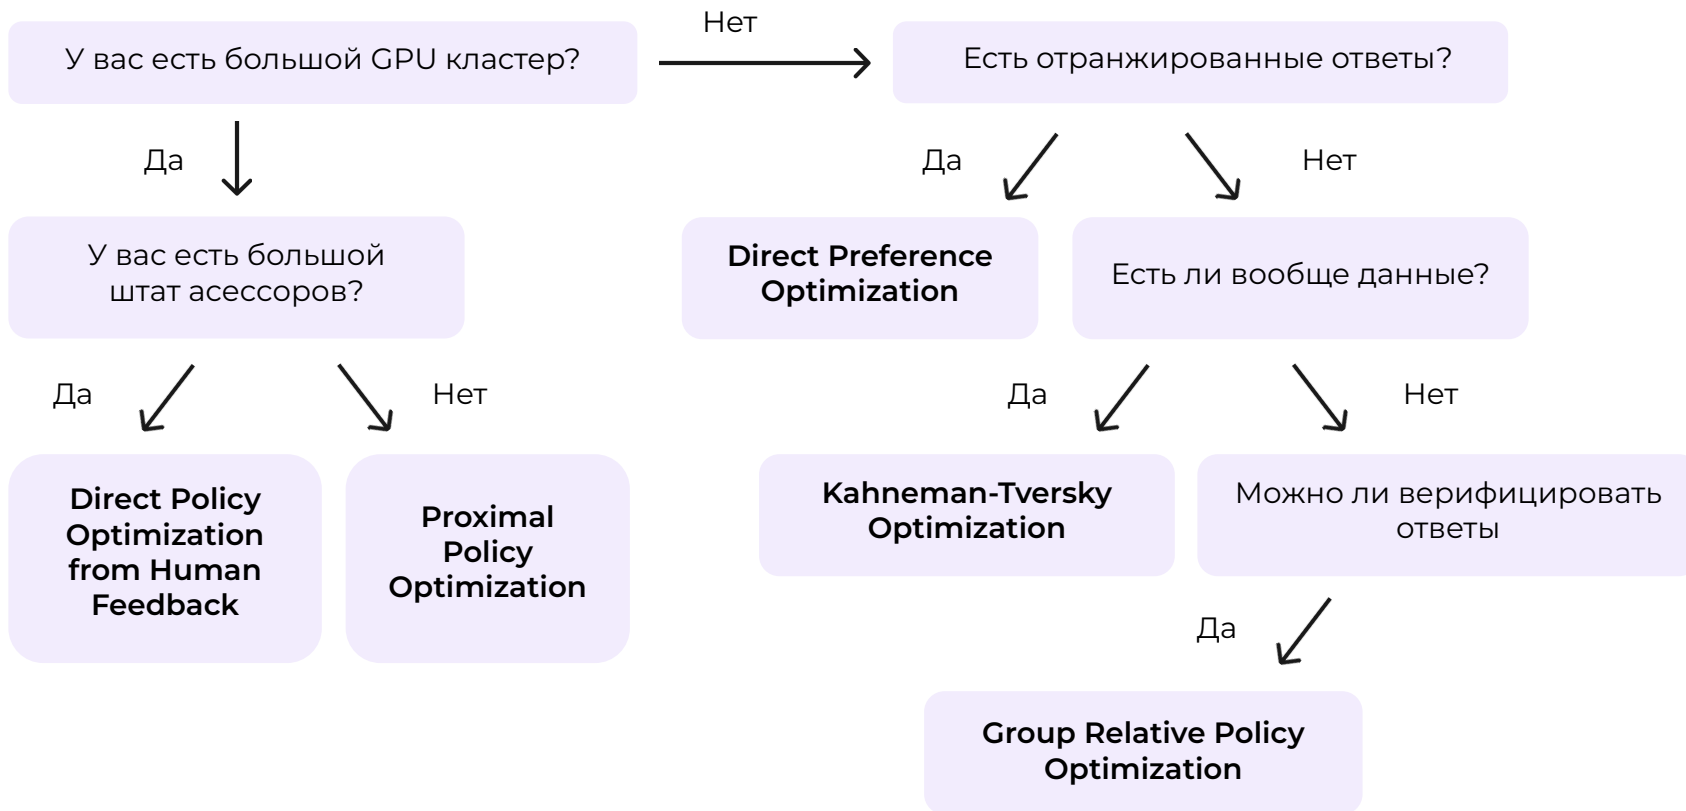 У вас есть большой GPU кластер?
Нет
Есть отранжированные ответы?
Да
Да
Нет
У вас есть большой
штат асессоров?
Direct Preference
Optimization
Есть ли вообще данные?
Да
Нет
Да
Нет
Direct Policy
Optimization
from Human
Feedback
Proximal
Policy
Optimization
Kahneman-Tversky
Optimization
Можно ли верифицировать
ответы
Да
Group Relative Policy
Optimization